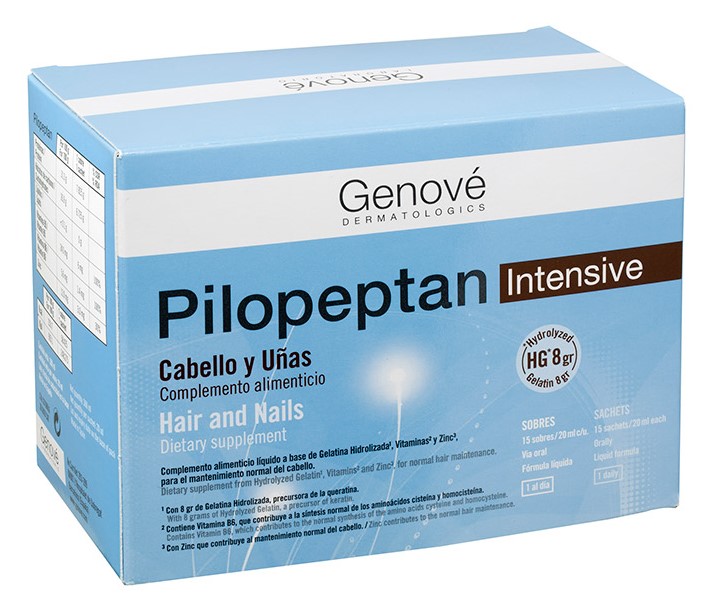 Genové
LABORATORIO
Genové
DERMATOLOGICS
Pilopeptan Intensive
Cabello y Uñas
Complemento alimenticio
Hair and Nails
Dietary supplement
Hydrolyzed
HG* 8 gr
Gelatin 8 gr
Complemento alimenticio líquido a base de Gelatina Hidrolizada¹, Vitaminas² y Zinc³,
para el mantenimiento normal del cabello.
Dietary supplement from Hydrolyzed Gelatin¹, Vitamins² and Zinc³, for normal hair maintenance.
¹ Con 8 gr de Gelatina Hidrolizada, precursora de la queratina.
With 8 grams of Hydrolyzed Gelatin, a precursor of keratin.
² Contiene Vitamina B6, que contribuye a la síntesis normal de los aminoácidos cisteína y homocisteína.
Contains Vitamin B6, which contributes to the normal synthesis of the amino acids cysteine and homocysteine.
³ Con Zinc que contribuye al mantenimiento normal del cabello. / Zinc contributes to the normal hair maintenance.
SOBRES
15 sobres/20 ml c/u.
Vía oral
Fórmula líquida
1 al día
SACHETS
15 sachets/20 ml each
Orally
Liquid formula
1 daily
Pilopeptan
Genové